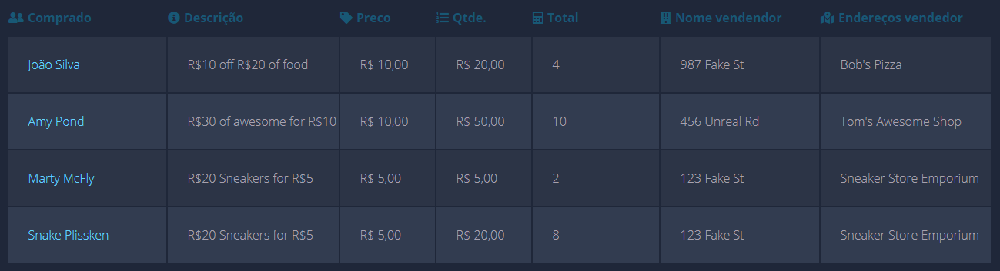 Comprado Descrição Preco Qtde. Total Nome vendendor Endereços vendedor
João Silva R$10 off R$20 of food R$ 10,00 R$ 20,00 4 987 Fake St Bob's Pizza
Amy Pond R$30 of awesome for R$10 R$ 10,00 R$ 50,00 10 456 Unreal Rd Tom's Awesome Shop
Marty McFly R$20 Sneakers for R$5 R$ 5,00 R$ 5,00 2 123 Fake St Sneaker Store Emporium
Snake Plissken R$20 Sneakers for R$5 R$ 5,00 R$ 20,00 8 123 Fake St Sneaker Store Emporium